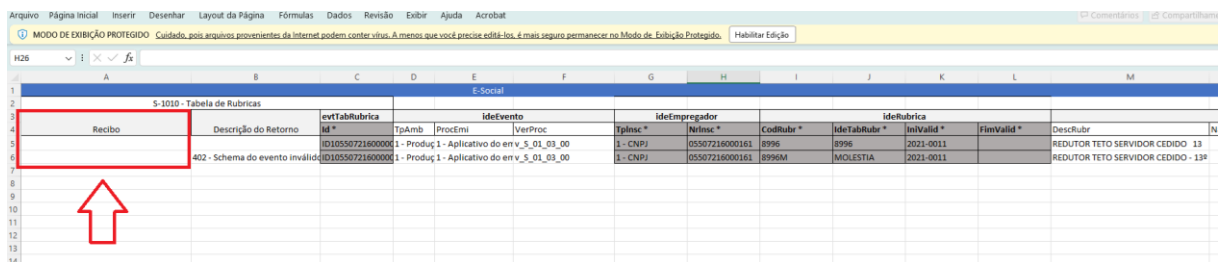 Arquivo Página Inicial Inserir Desenhar Layout da Página Fórmulas Dados Revisão Exibir Ajuda Acrobat Comentários Compartilhame
MODO DE EXIBIÇÃO PROTEGIDO Cuidado, pois arquivos provenientes da Internet podem conter vírus. A menos que você precise editá-los, é mais seguro permanecer no Modo de Exibição Protegido. Habilitar Edição
H26 fx
A B C D E F G H I J K L M
1 E-Social
2 S-1010 - Tabela de Rubricas
3 evtTabRubrica ideEvento ideEmpregador ideRubrica
4 Recibo Descrição do Retorno Id * TpAmb ProcEmi VerProc TpInsc * NrInsc * CodRubr * IdeTabRubr * IniValid * FimValid * DescRubr N
5 ID1055072160000 1 - Produç 1 - Aplicativo do em v_S_01_03_00 1 - CNPJ 05507216000161 8996 8996 2021-0011 REDUTOR TETO SERVIDOR CEDIDO 13
6 402 - Schema do evento inválido ID1055072160000 1 - Produç 1 - Aplicativo do em v_S_01_03_00 1 - CNPJ 05507216000161 8996M MOLESTIA 2021-0011 REDUTOR TETO SERVIDOR CEDIDO - 13º
7
8
9
10
11
12
13
14